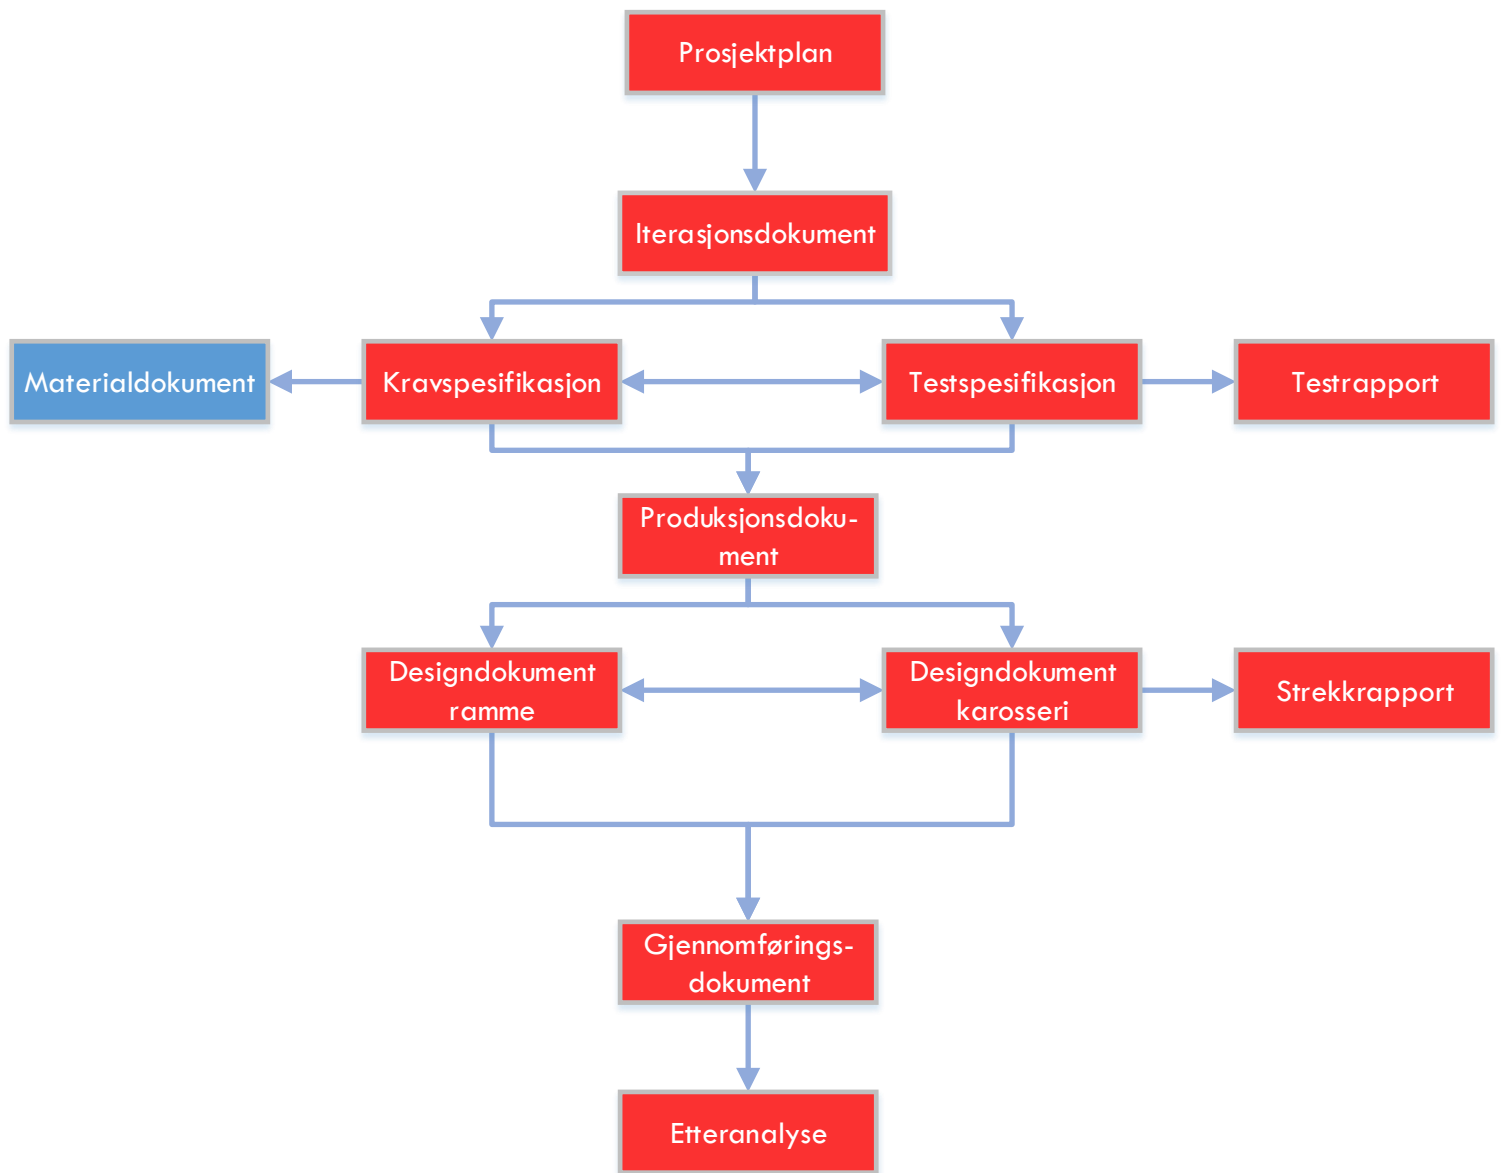 Prosjektplan
Iterasjonsdokument
Materialdokument
Kravspesifikasjon
Testspesifikasjon
Testrapport
Produksjonsdoku-
ment
Designdokument
ramme
Designdokument
karosseri
Strekkrapport
Gjennomførings-
dokument
Etteranalyse